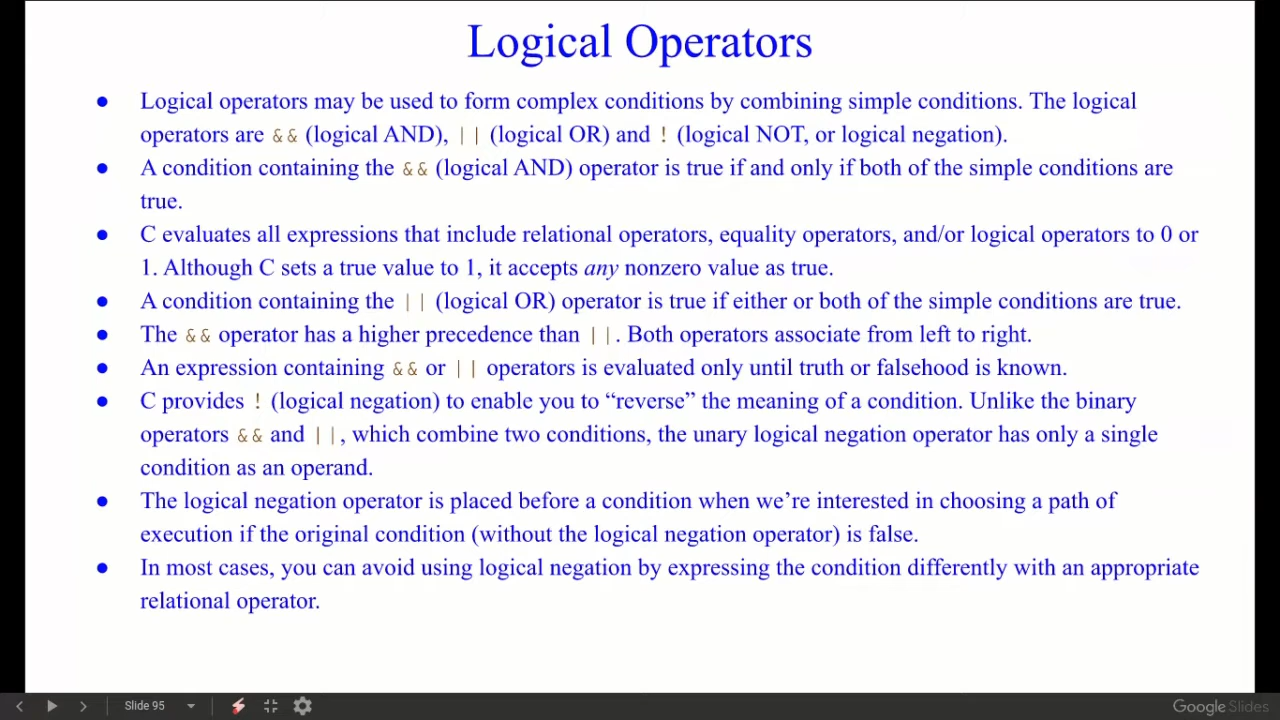 Logical Operators
● Logical operators may be used to form complex conditions by combining simple conditions. The logical
operators are && (logical AND), || (logical OR) and ! (logical NOT, or logical negation).
● A condition containing the && (logical AND) operator is true if and only if both of the simple conditions are
true.
● C evaluates all expressions that include relational operators, equality operators, and/or logical operators to 0 or
1. Although C sets a true value to 1, it accepts any nonzero value as true.
● A condition containing the || (logical OR) operator is true if either or both of the simple conditions are true.
● The && operator has a higher precedence than ||. Both operators associate from left to right.
● An expression containing && or || operators is evaluated only until truth or falsehood is known.
● C provides ! (logical negation) to enable you to “reverse” the meaning of a condition. Unlike the binary
operators && and ||, which combine two conditions, the unary logical negation operator has only a single
condition as an operand.
● The logical negation operator is placed before a condition when we’re interested in choosing a path of
execution if the original condition (without the logical negation operator) is false.
● In most cases, you can avoid using logical negation by expressing the condition differently with an appropriate
relational operator.
Slide 95
Google Slides